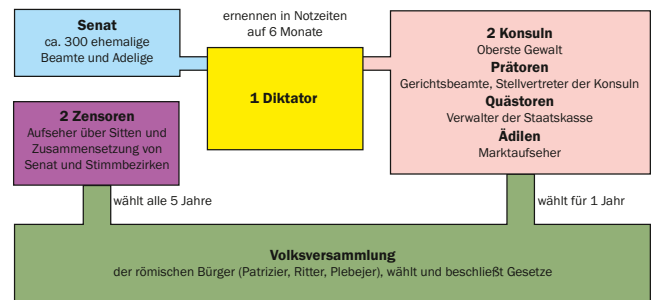 Senat
ca. 300 ehemalige
Beamte und Adelige
ernennen in Notzeiten
auf 6 Monate
1 Diktator
2 Konsuln
Oberste Gewalt
Prätoren
Gerichtsbeamte, Stellvertreter der Konsuln
Quästoren
Verwalter der Staatskasse
Ädilen
Marktaufseher
2 Zensoren
Aufseher über Sitten und
Zusammensetzung von
Senat und Stimmbezirken
wählt alle 5 Jahre
wählt für 1 Jahr
Volksversammlung
der römischen Bürger (Patrizier, Ritter, Plebejer), wählt und beschließt Gesetze